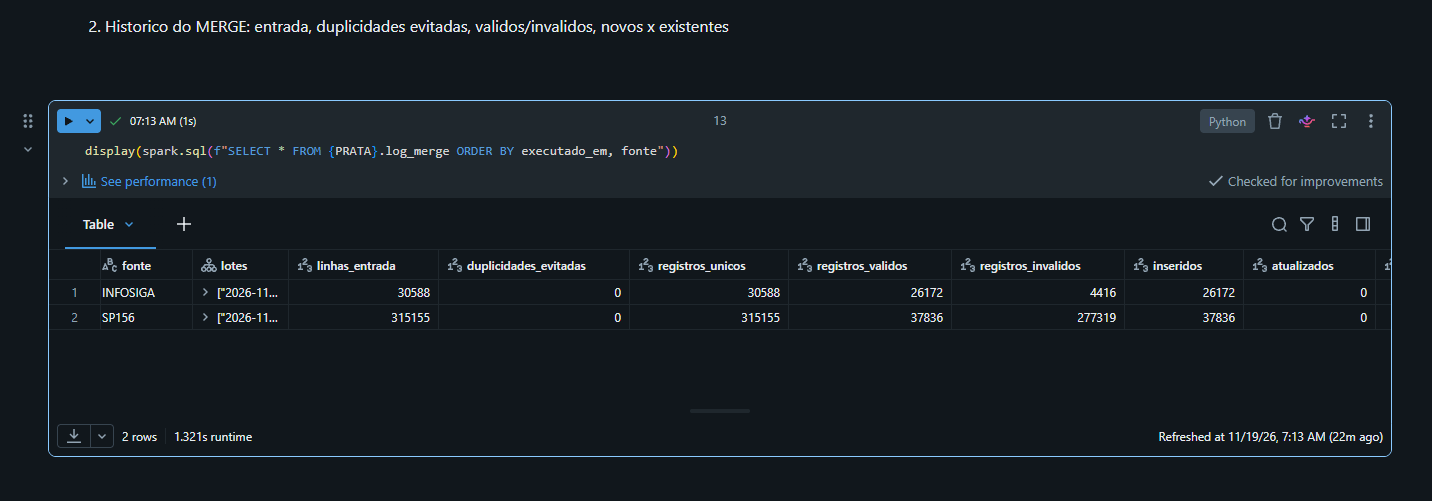 2. Historico do MERGE: entrada, duplicidades evitadas, validos/invalidos, novos x existentes
07:13 AM (1s)
13
Python
display(spark.sql(f"SELECT * FROM {PRATA}.log_merge ORDER BY executado_em, fonte"))
See performance (1)
Checked for improvements
Table
fonte lotes linhas_entrada duplicidades_evitadas registros_unicos registros_validos registros_invalidos inseridos atualizados
1 INFOSIGA ["2026-11... 30588 0 30588 26172 4416 26172 0
2 SP156 ["2026-11... 315155 0 315155 37836 277319 37836 0
2 rows 1.321s runtime
Refreshed at 11/19/26, 7:13 AM (22m ago)